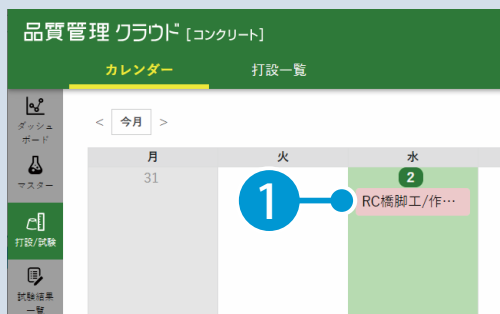 品質管理 クラウド [コンクリート]
カレンダー 打設一覧
ダッシュ
ボード
マスター
打設/試験
試験結果
一覧
< 今月 >
月 火 水
31 2
1
RC橋脚工/作…